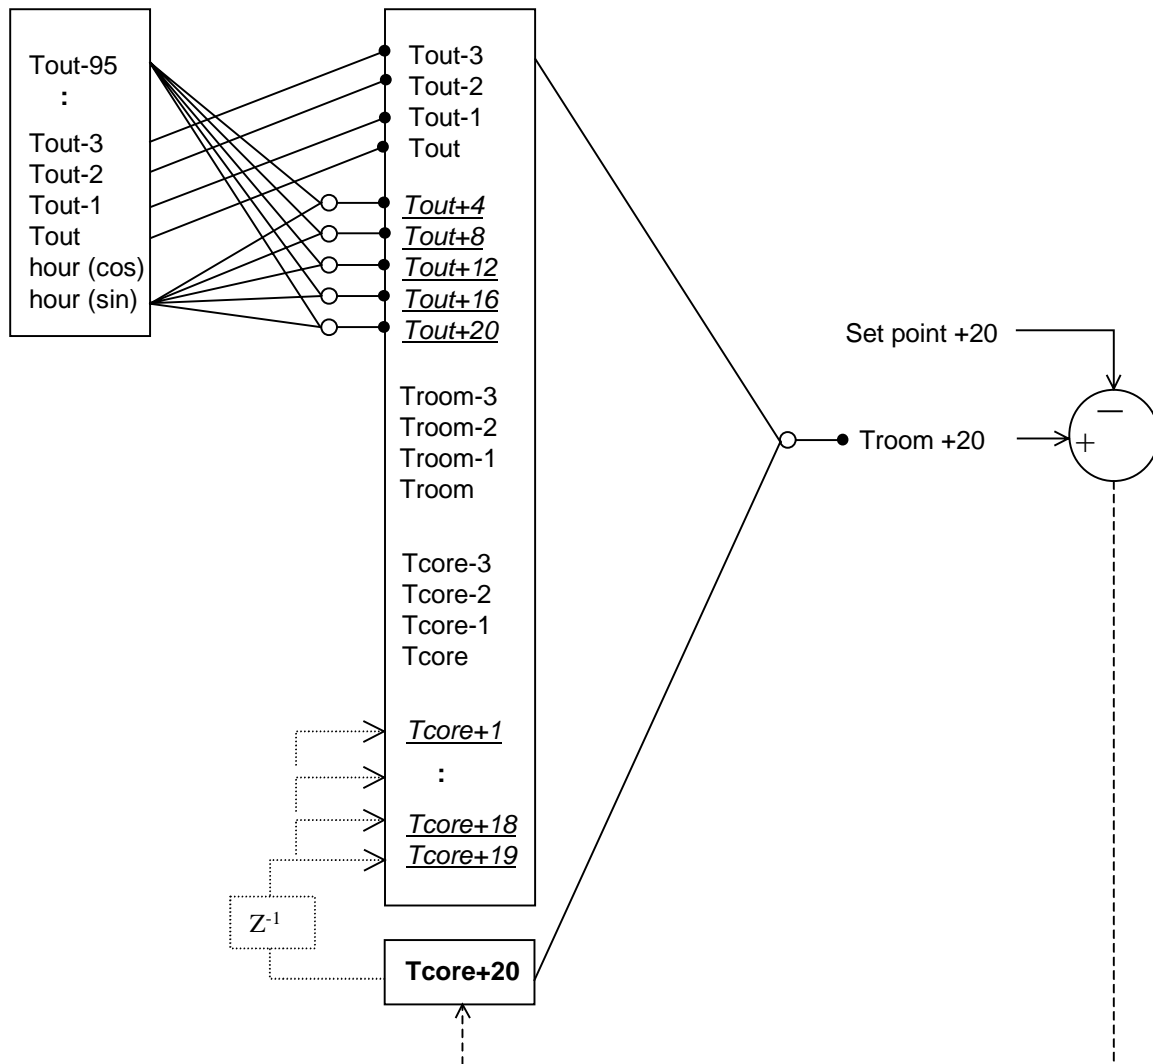 Tout-95
:
Tout-3
Tout-2
Tout-1
Tout
hour (cos)
hour (sin)
Tout-3
Tout-2
Tout-1
Tout
Tout+4
Tout+8
Tout+12
Tout+16
Tout+20
Troom-3
Troom-2
Troom-1
Troom
Tcore-3
Tcore-2
Tcore-1
Tcore
Tcore+1
:
Tcore+18
Tcore+19
Z-1
Tcore+20
Set point +20
Troom +20
−
+